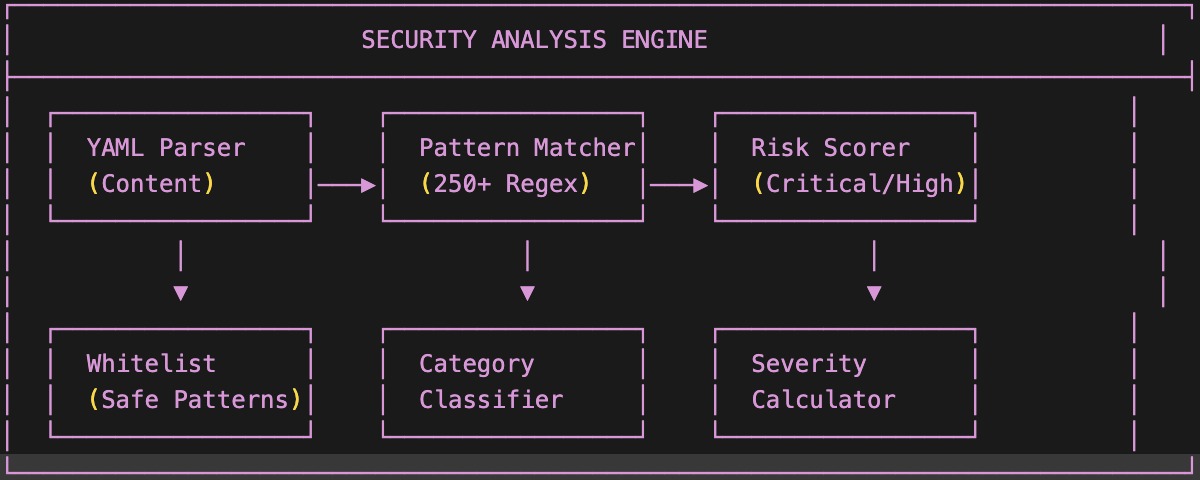 SECURITY ANALYSIS ENGINE
YAML Parser
(Content)
Pattern Matcher
(250+ Regex)
Risk Scorer
(Critical/High)
Whitelist
(Safe Patterns)
Category
Classifier
Severity
Calculator